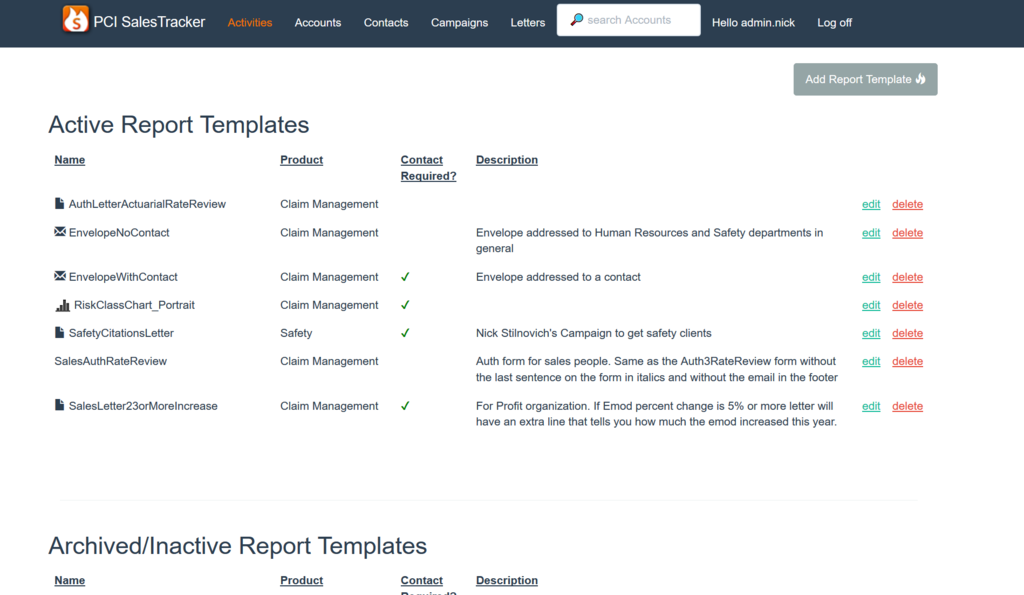 PCI SalesTracker Activities Accounts Contacts Campaigns Letters search Accounts Hello admin.nick Log off
Add Report Template
Active Report Templates
Name Product Contact Required? Description
AuthLetterActuarialRateReview Claim Management edit delete
EnvelopeNoContact Claim Management Envelope addressed to Human Resources and Safety departments in edit delete
general
EnvelopeWithContact Claim Management ✓ Envelope addressed to a contact edit delete
RiskClassChart_Portrait Claim Management ✓ edit delete
SafetyCitationsLetter Safety ✓ Nick Stilnovich's Campaign to get safety clients edit delete
SalesAuthRateReview Claim Management Auth form for sales people. Same as the Auth3RateReview form without edit delete
the last sentence on the form in italics and without the email in the footer
SalesLetter23orMoreIncrease Claim Management ✓ For Profit organization. If Emod percent change is 5% or more letter will edit delete
have an extra line that tells you how much the emod increased this year.
Archived/Inactive Report Templates
Name Product Contact Description
Required?